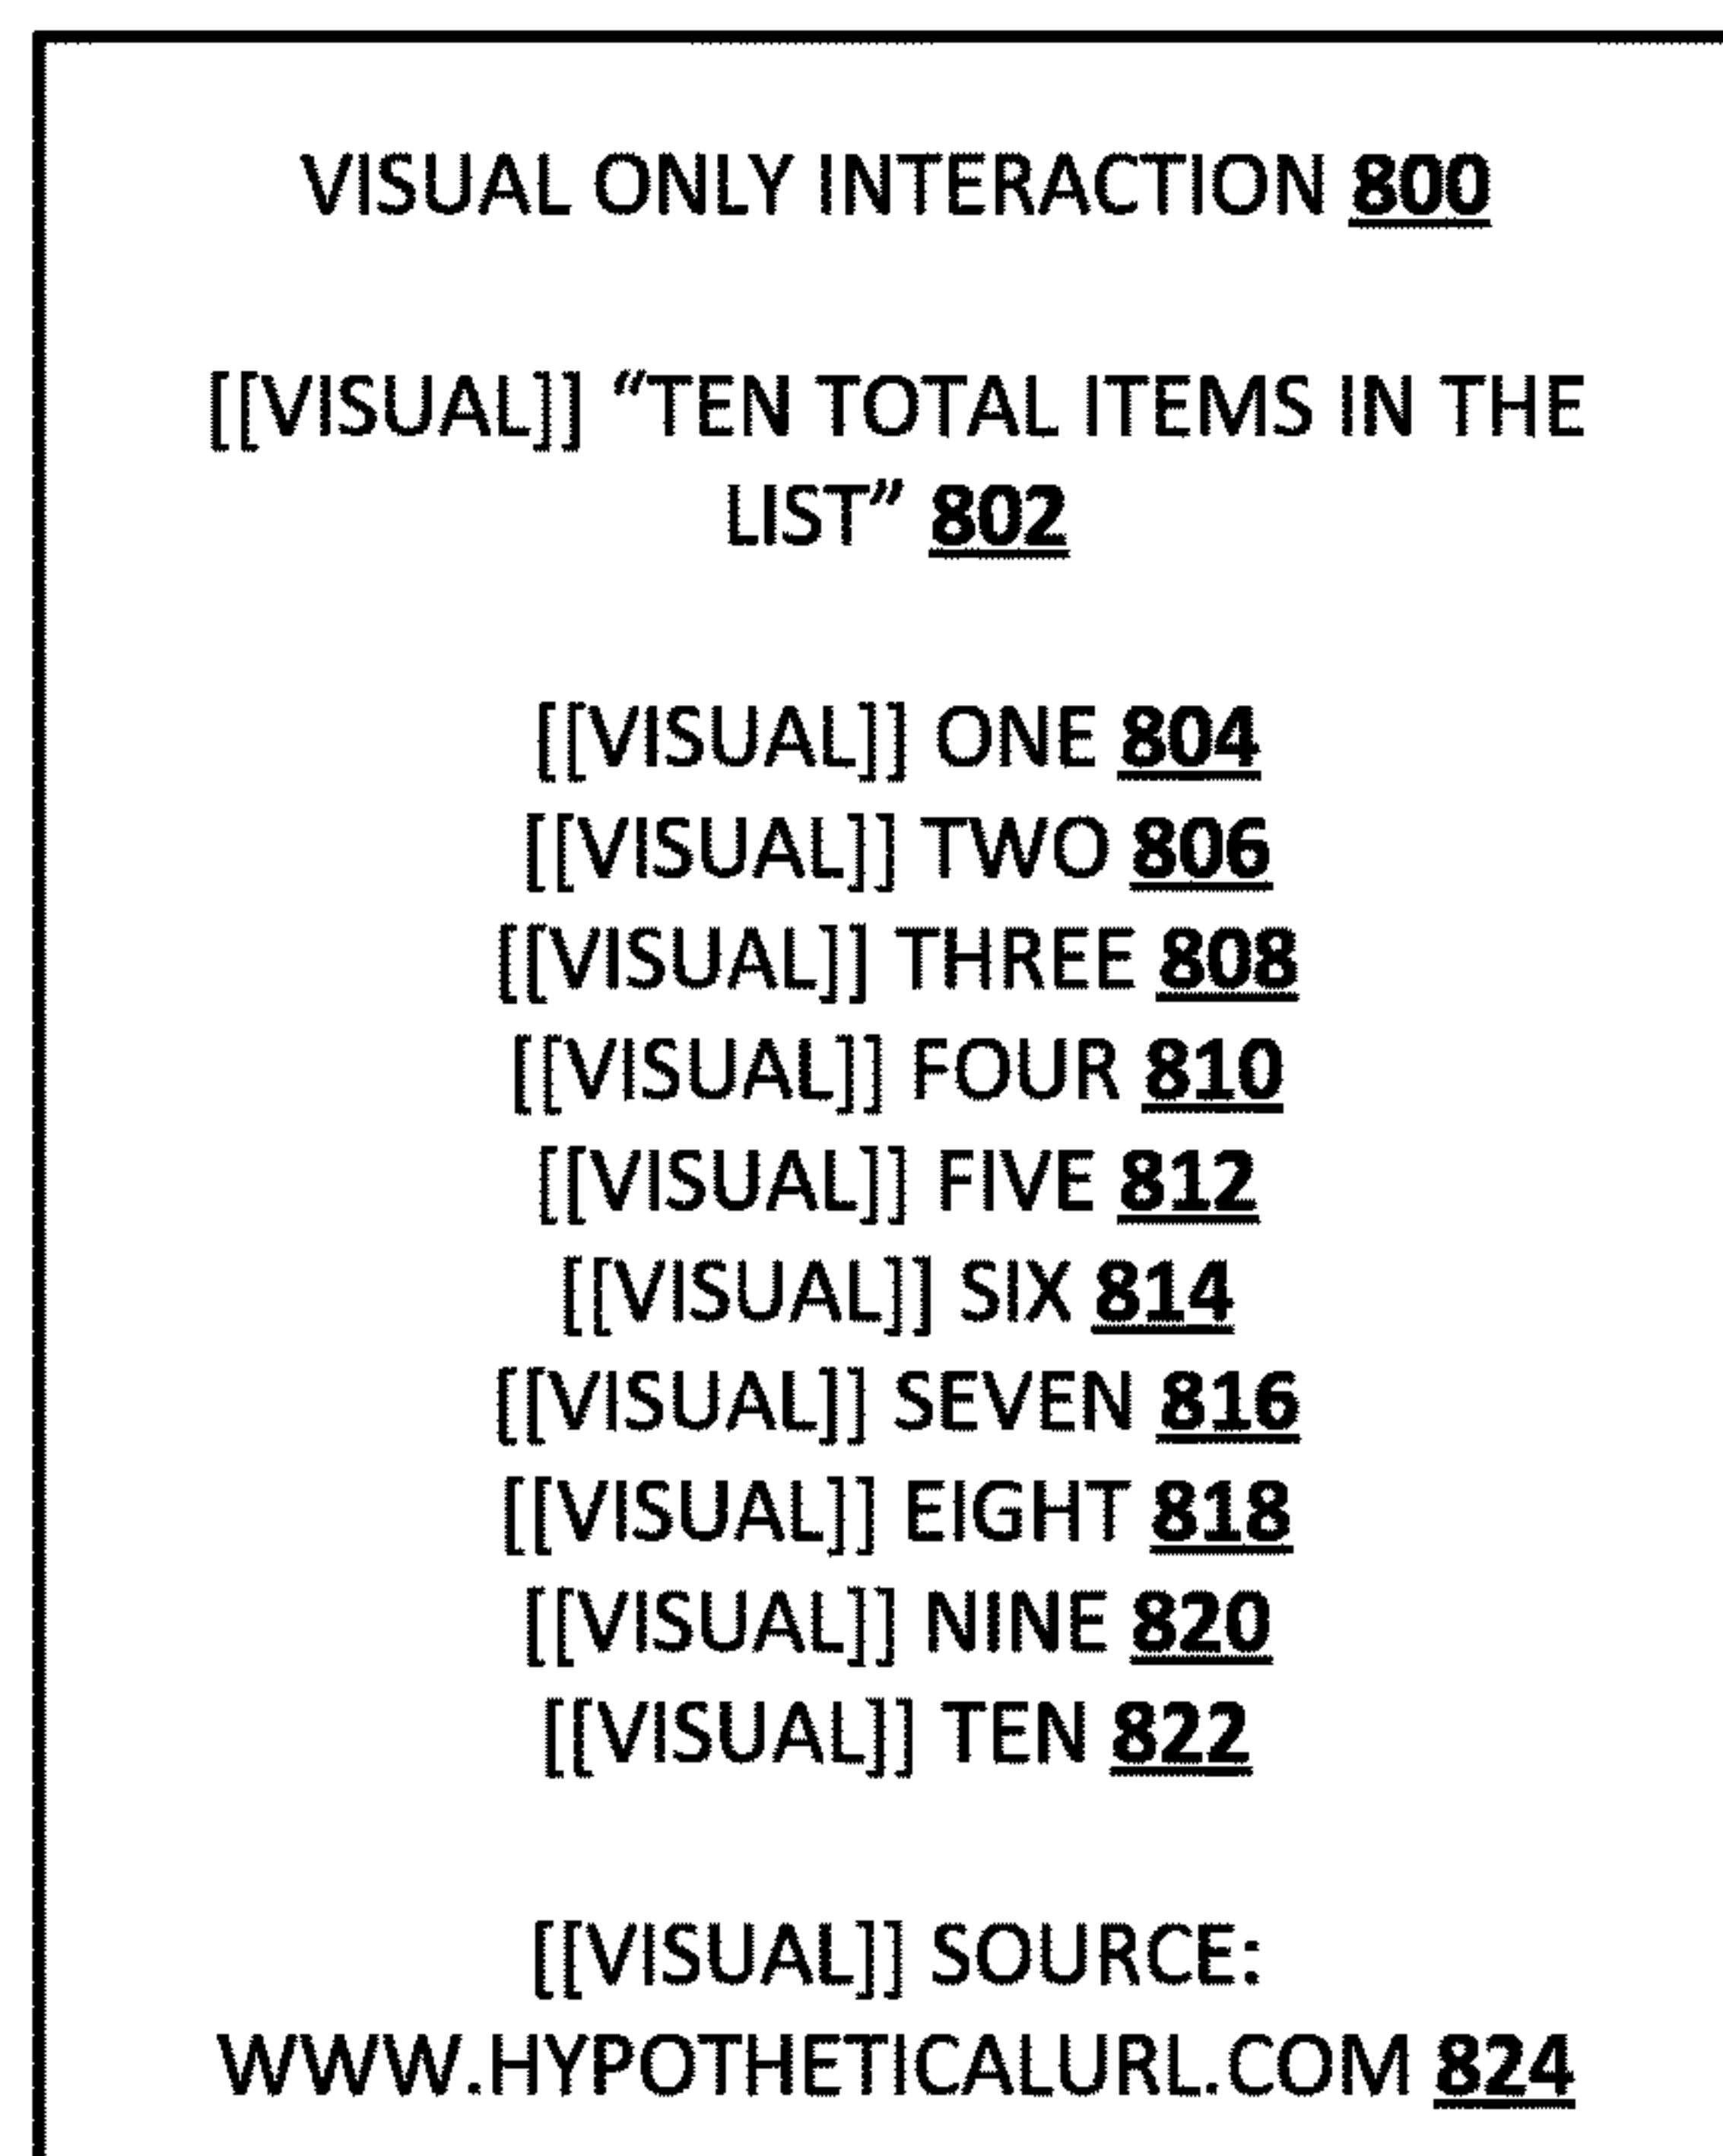 VISUAL ONLY INTERACTION 800
[[VISUAL]] “TEN TOTAL ITEMS IN THE
LIST” 802
[[VISUAL]] ONE 804
[[VISUAL]] TWO 806
[[VISUAL]] THREE 808
[[VISUAL]] FOUR 810
[[VISUAL]] FIVE 812
[[VISUAL]] SIX 814
[[VISUAL]] SEVEN 816
[[VISUAL]] EIGHT 818
[[VISUAL]] NINE 820
[[VISUAL]] TEN 822
[[VISUAL]] SOURCE:
WWW.HYPOTHETICALURL.COM 824